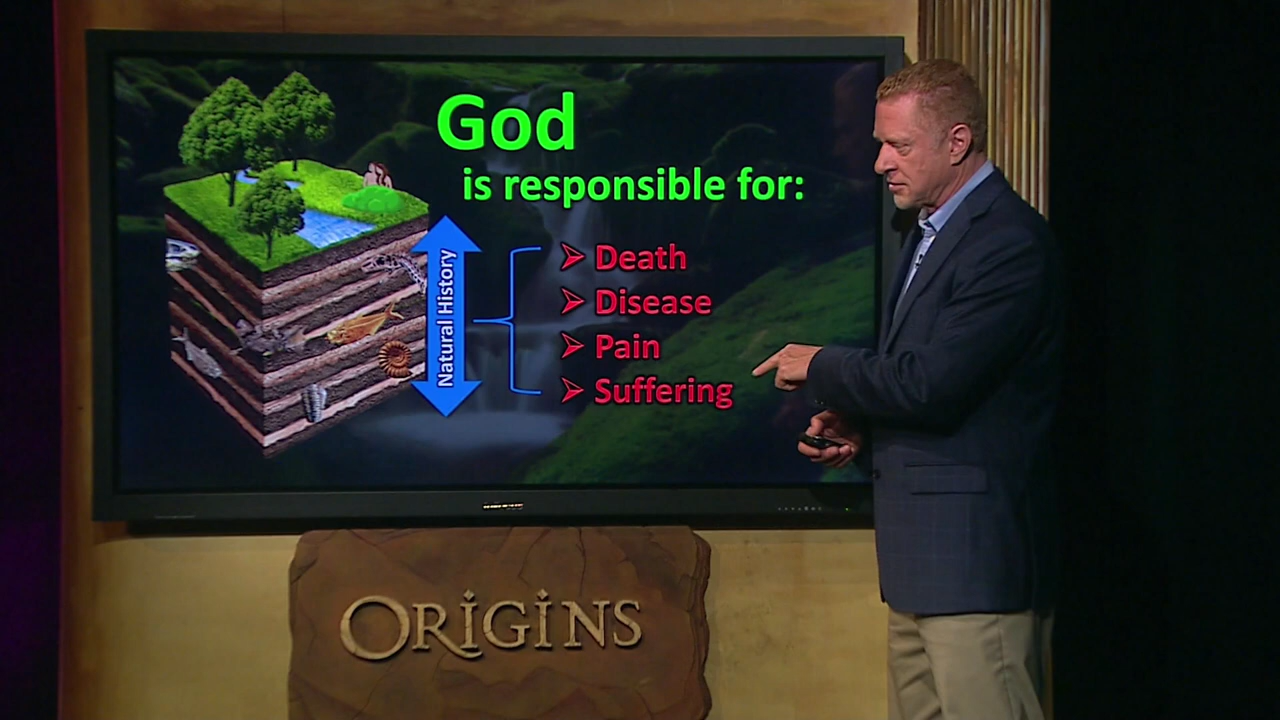 God
is responsible for:
Natural History
Death
Disease
Pain
Suffering
ORiGiNS